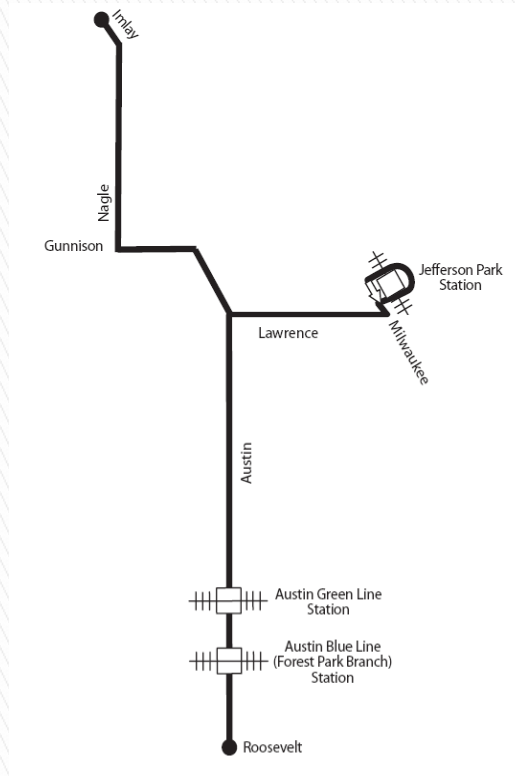 Imlay
Nagle
Gunnison
Jefferson Park
Station
Lawrence
Milwaukee
Austin
Austin Green Line
Station
Austin Blue Line
(Forest Park Branch)
Station
Roosevelt